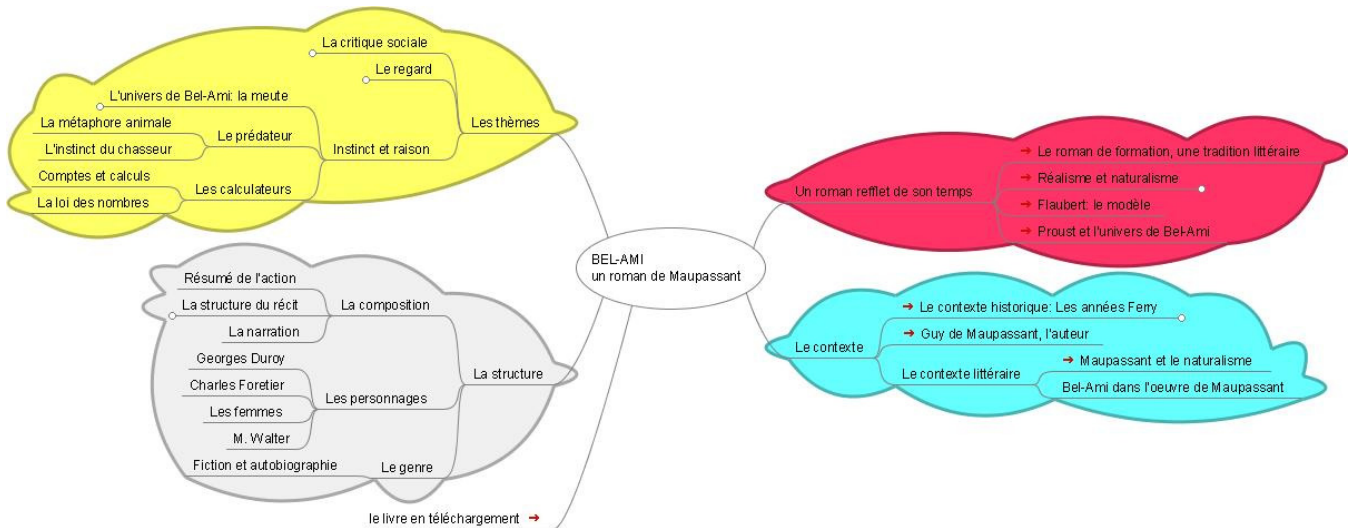 La critique sociale
Le regard
L'univers de Bel-Ami: la meute
La métaphore animale
Le prédateur
L'instinct du chasseur
Instinct et raison
Les thèmes
Comptes et calculs
Les calculateurs
La loi des nombres
BEL-AMI
un roman de Maupassant
Résumé de l'action
La structure du récit
La composition
La narration
Georges Duroy
Charles Foretier
Les personnages
Les femmes
M. Walter
La structure
Fiction et autobiographie
Le genre
le livre en téléchargement ➔
➔ Le roman de formation, une tradition littéraire
➔ Réalisme et naturalisme
Un roman refflet de son temps
➔ Flaubert: le modèle
➔ Proust et l'univers de Bel-Ami
➔ Le contexte historique: Les années Ferry
➔ Guy de Maupassant, l'auteur
Le contexte
➔ Maupassant et le naturalisme
Le contexte littéraire
Bel-Ami dans l'oeuvre de Maupassant